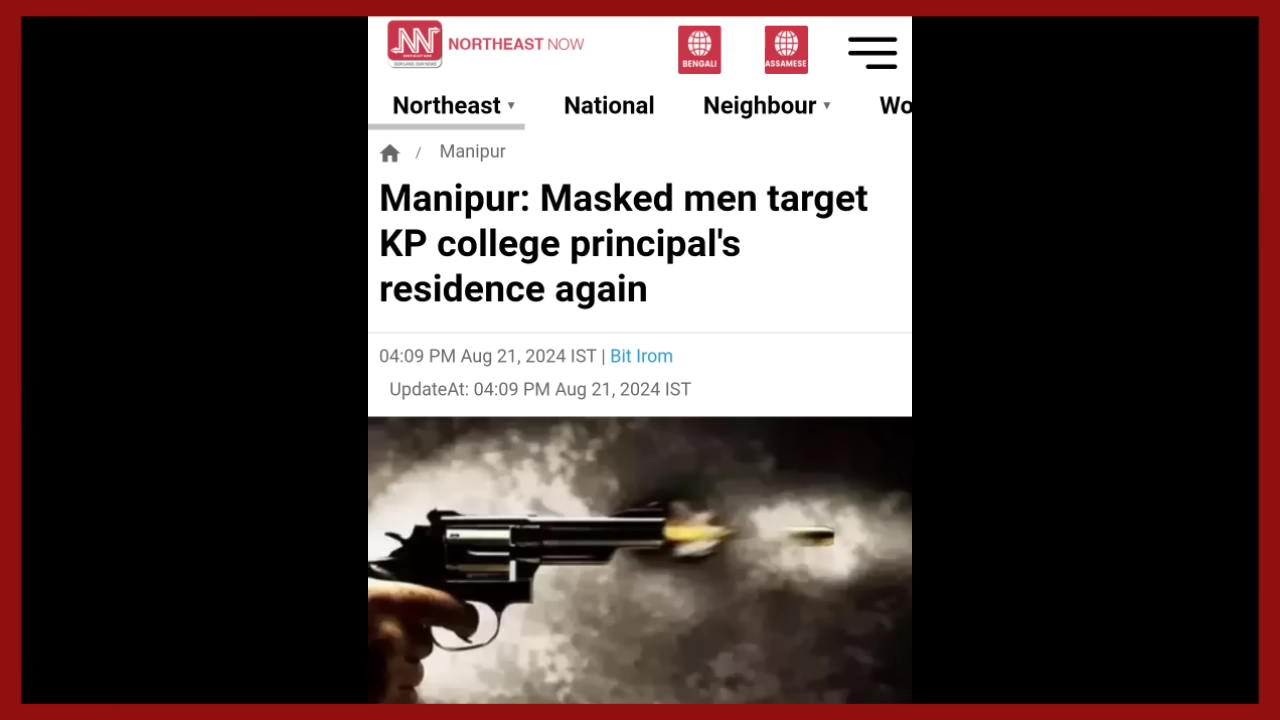 NN
NORTHEAST NOW
BENGALI
ASSAMESE
Northeast ▾
National
Neighbour ▾
Wo
/ Manipur
Manipur: Masked men target
KP college principal's
residence again
04:09 PM Aug 21, 2024 IST | Bit Irom
UpdateAt: 04:09 PM Aug 21, 2024 IST